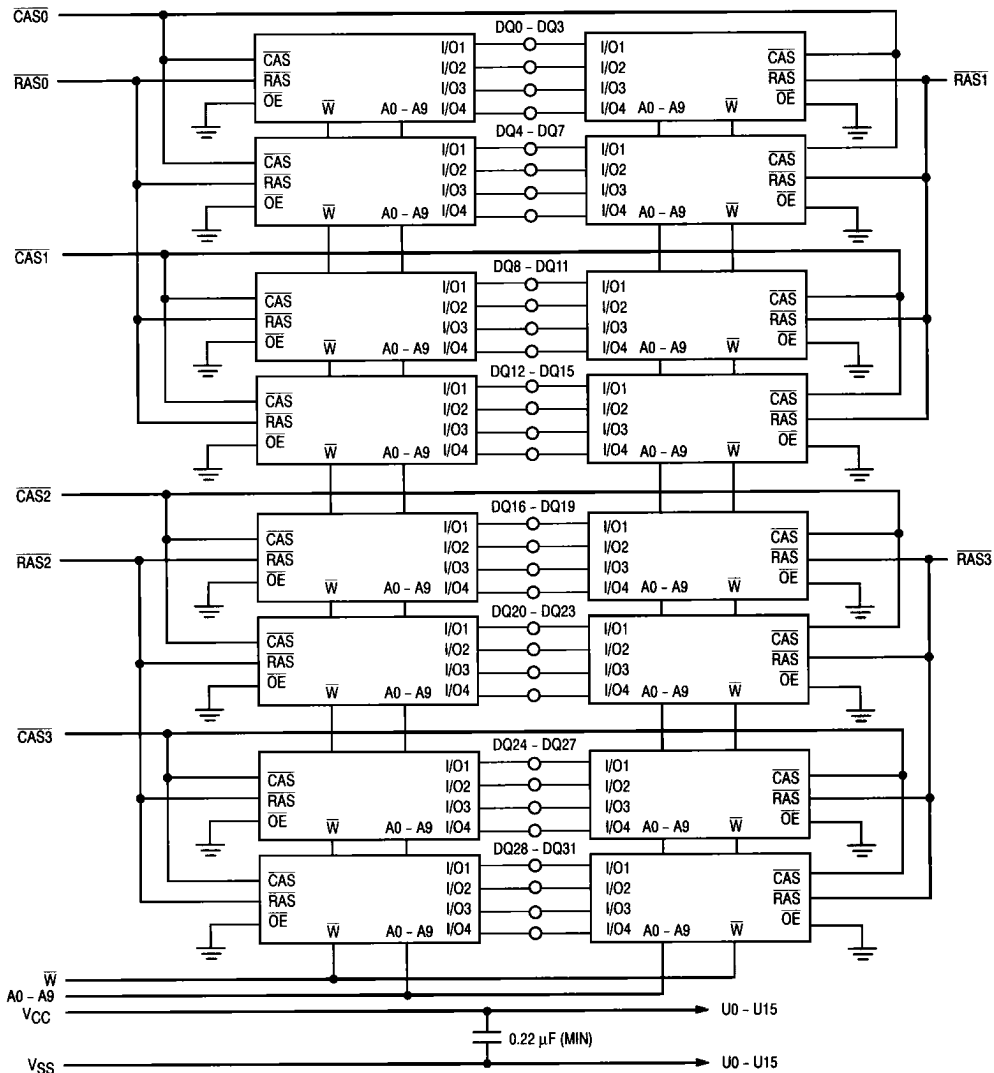 CAS0
DQ0 – DQ3
I/O1 I/O1
CAS I/O2 I/O2 CAS
RAS0 RAS I/O3 I/O3 RAS RAS1
OE W A0 – A9 I/O4 I/O4 A0 – A9 W OE
DQ4 – DQ7
I/O1 I/O1
CAS I/O2 I/O2 CAS
RAS I/O3 I/O3 RAS
OE W A0 – A9 I/O4 I/O4 A0 – A9 W OE
CAS1
DQ8 – DQ11
I/O1 I/O1
CAS I/O2 I/O2 CAS
RAS I/O3 I/O3 RAS
OE W A0 – A9 I/O4 I/O4 A0 – A9 W OE
DQ12 – DQ15
I/O1 I/O1
CAS I/O2 I/O2 CAS
RAS I/O3 I/O3 RAS
OE W A0 – A9 I/O4 I/O4 A0 – A9 W OE
CAS2
DQ16 – DQ19
I/O1 I/O1
CAS I/O2 I/O2 CAS
RAS2 RAS I/O3 I/O3 RAS RAS3
OE W A0 – A9 I/O4 I/O4 A0 – A9 W OE
DQ20 – DQ23
I/O1 I/O1
CAS I/O2 I/O2 CAS
RAS I/O3 I/O3 RAS
OE W A0 – A9 I/O4 I/O4 A0 – A9 W OE
CAS3
DQ24 – DQ27
I/O1 I/O1
CAS I/O2 I/O2 CAS
RAS I/O3 I/O3 RAS
OE W A0 – A9 I/O4 I/O4 A0 – A9 W OE
DQ28 – DQ31
I/O1 I/O1
CAS I/O2 I/O2 CAS
RAS I/O3 I/O3 RAS
OE W A0 – A9 I/O4 I/O4 A0 – A9 W OE
W
A0 – A9
VCC U0 – U15
0.22 µF (MIN)
VSS U0 – U15